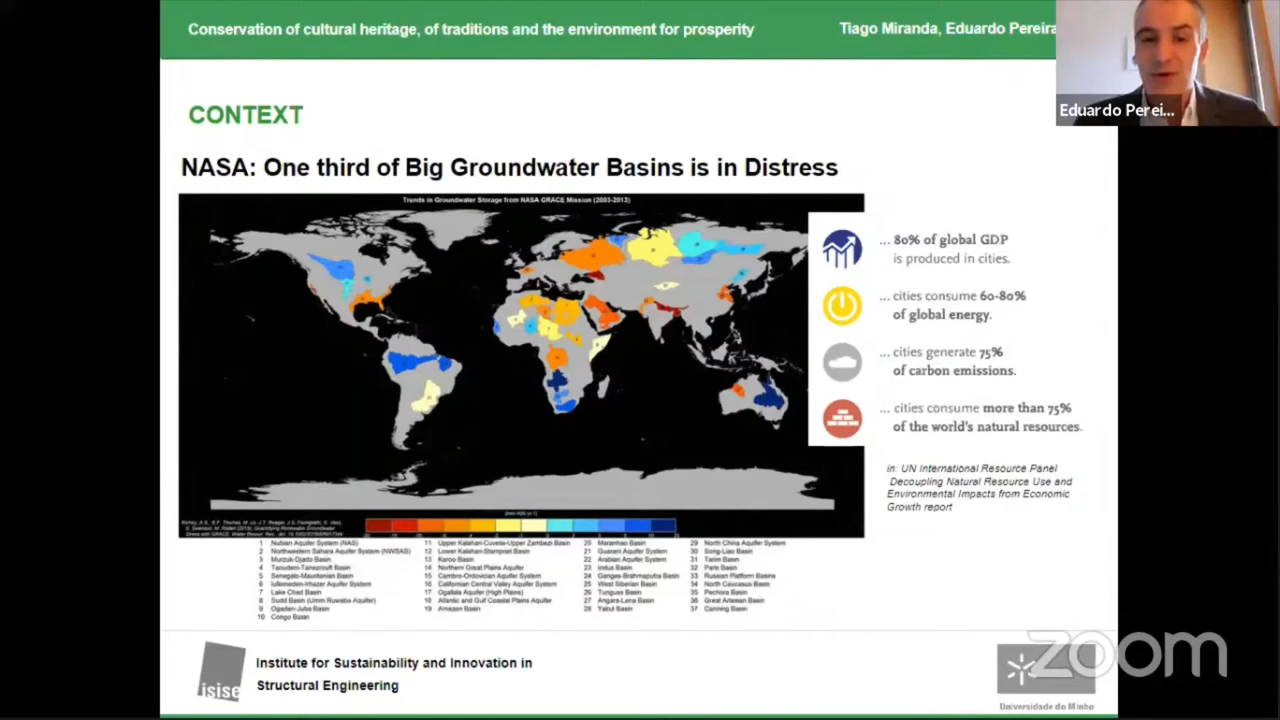 Conservation of cultural heritage, of traditions and the environment for prosperity
Tiago Miranda, Eduardo Pereira
Eduardo Perei...
CONTEXT
NASA: One third of Big Groundwater Basins is in Distress
Trends in Groundwater Storage from NASA GRACE Mission (2003-2013)
... 80% of global GDP
is produced in cities.
... cities consume 60-80%
of global energy.
... cities generate 75%
of carbon emissions.
... cities consume more than 75%
of the world's natural resources.
in: UN International Resource Panel
Decoupling Natural Resource Use and
Environmental Impacts from Economic
Growth report
1 Nubian Aquifer System (NAS)
2 Northwestern Sahara Aquifer System (NWSAS)
3 Murzuk-Djado Basin
4 Taoudeni-Tanezrouft Basin
5 Senegalo-Mauritanian Basin
6 Iullemeden-Irhazer Aquifer System
7 Lake Chad Basin
8 Sudd Basin (Umm Ruwaba Aquifer)
9 Ogaden-Juba Basin
10 Congo Basin
11 Upper Kalahari-Cuvelai-Upper Zambezi Basin
12 Lower Kalahari-Stampriet Basin
13 Karoo Basin
14 Northern Great Plains Aquifer
15 Cambro-Ordovician Aquifer System
16 Californian Central Valley Aquifer System
17 Ogallala Aquifer (High Plains)
18 Atlantic and Gulf Coastal Plains Aquifer
19 Amazon Basin
20 Maranhao Basin
21 Guarani Aquifer System
22 Arabian Aquifer System
23 Indus Basin
24 Ganges-Brahmaputra Basin
25 West Siberian Basin
26 Tunguss Basin
27 Angara-Lena Basin
28 Yakut Basin
29 North China Aquifer System
30 Song-Liao Basin
31 Tarim Basin
32 Paris Basin
33 Russian Platform Basins
34 North Caucasus Basin
35 Pechora Basin
36 Great Artesian Basin
37 Canning Basin
isise
Institute for Sustainability and Innovation in
Structural Engineering
zoom
Universidade do Minho